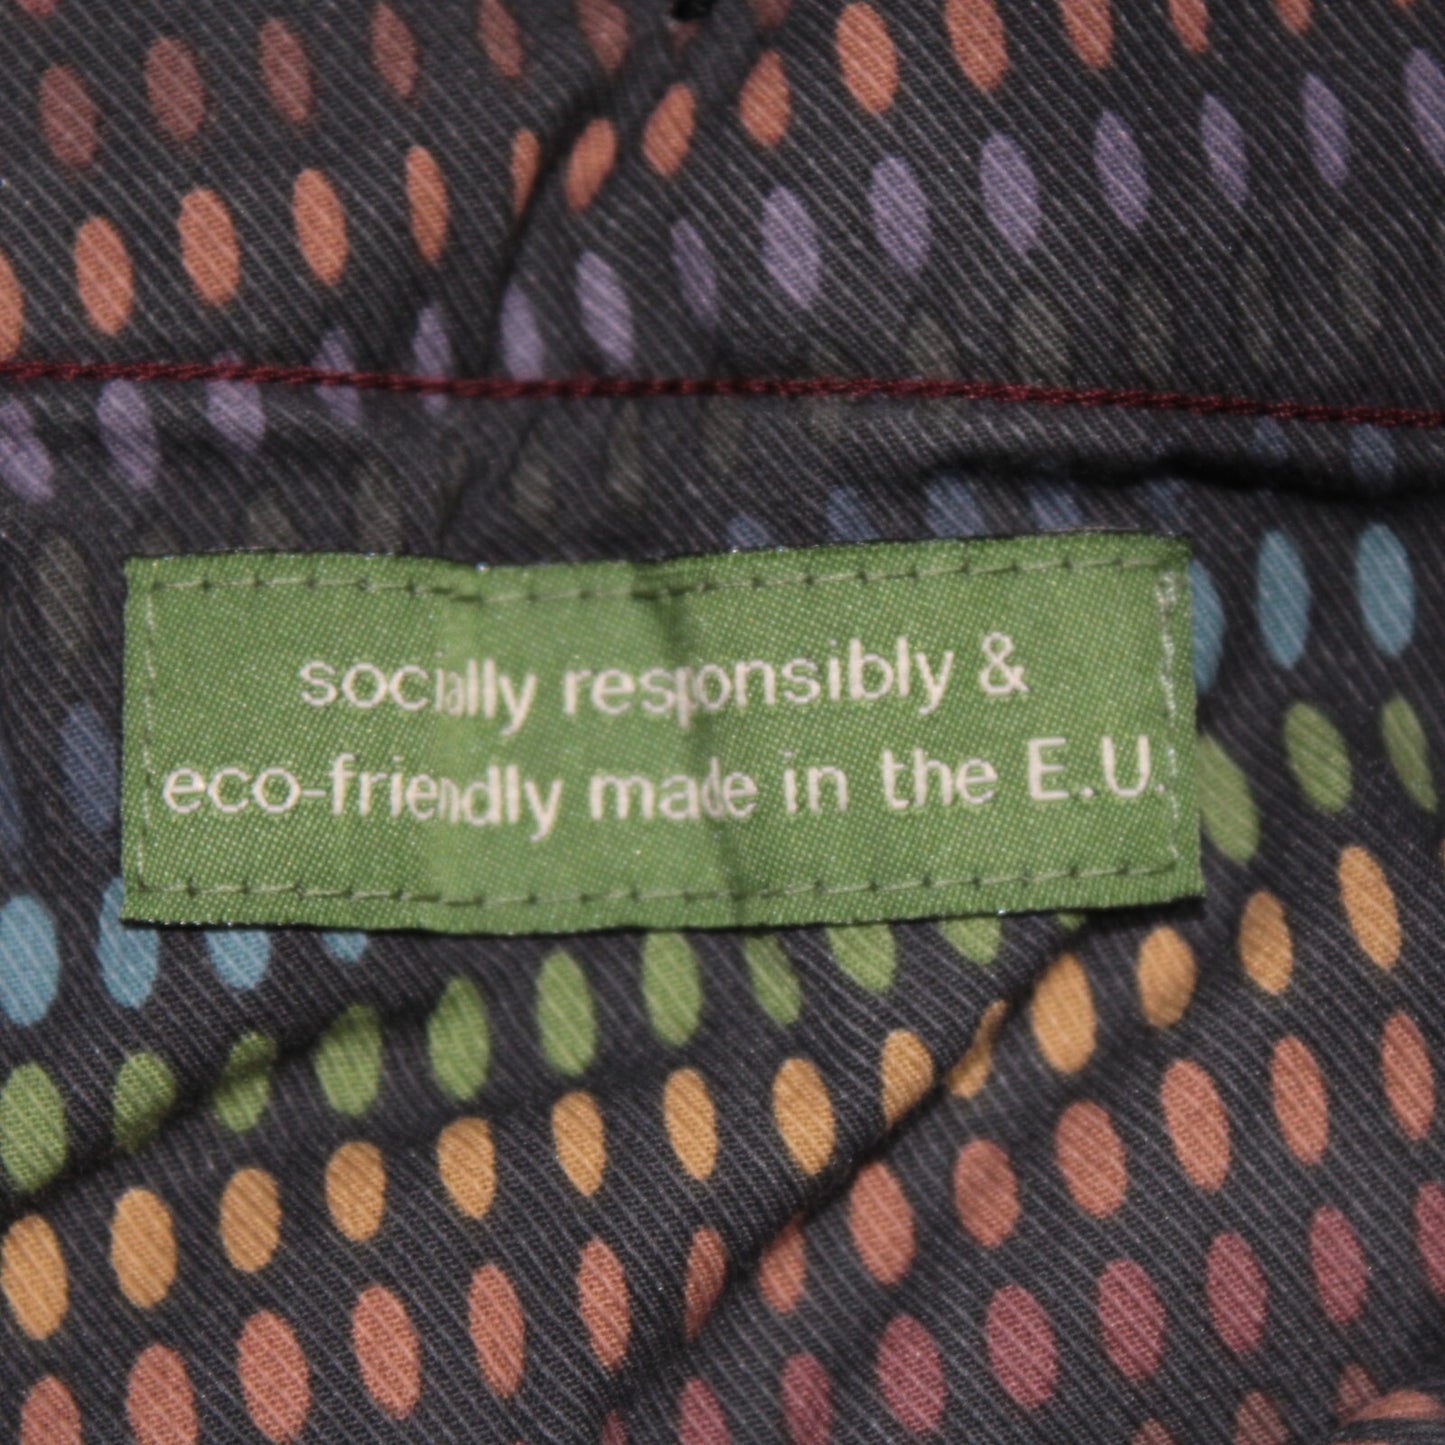 socially responsibly &
eco-friendly made in the E.U.